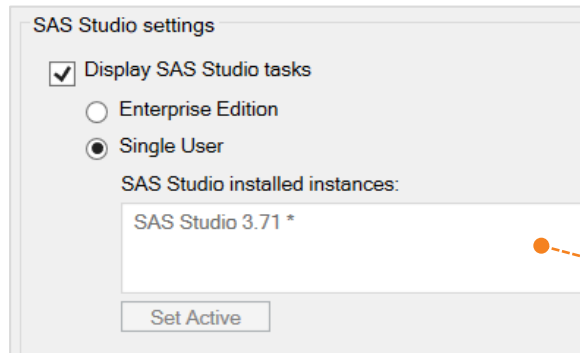 SAS Studio settings
Display SAS Studio tasks
Enterprise Edition
Single User
SAS Studio installed instances:
SAS Studio 3.71 *
Set Active